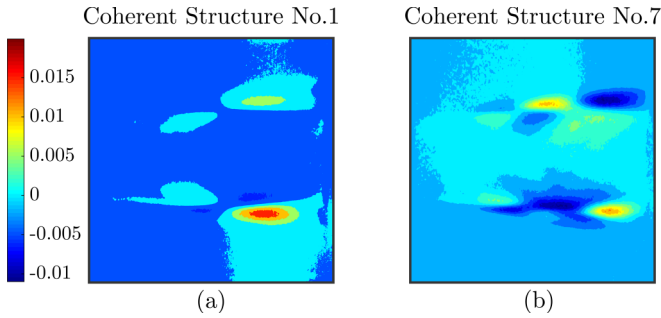 Coherent Structure No.1
Coherent Structure No.7
0.015
0.01
0.005
0
-0.005
-0.01
(a)
(b)